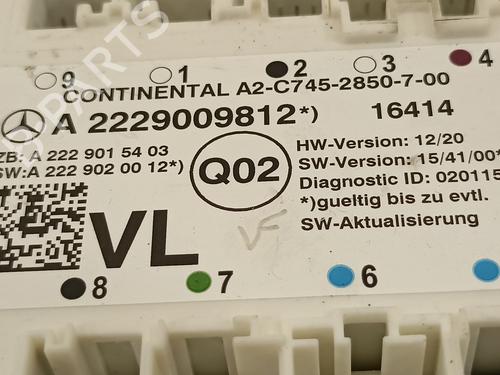 9 1 2 3 4
CONTINENTAL A2-C745-2850-7-00
A 2229009812*) 16414
ZB: A 222 901 54 03
SW:A 222 902 00 12*)
Q02
HW-Version: 12/20
SW-Version: 15/41/00*
Diagnostic ID: 020115
*)gueltig bis zu evtl.
SW-Aktualisierung
VL
8 7 6
PARTS